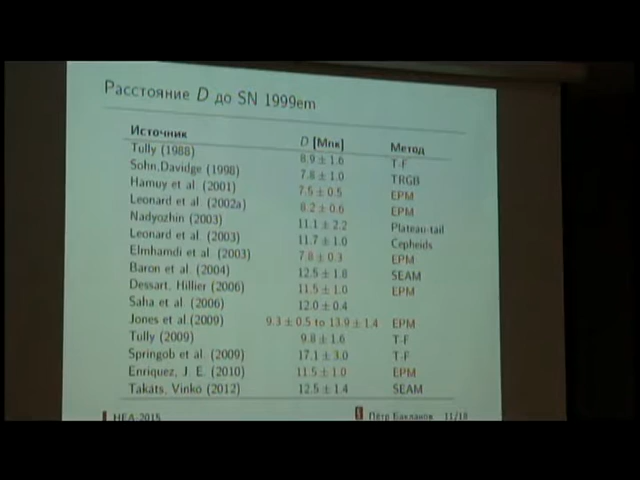 Расстояние D до SN 1999em
Источник D [Мпк] Метод
Tully (1988) 8.9 ± 1.6 T-F
Sohn,Davidge (1998) 7.8 ± 1.0 TRGB
Hamuy et al. (2001) 7.5 ± 0.5 EPM
Leonard et al. (2002a) 8.2 ± 0.6 EPM
Nadyozhin (2003) 11.1 ± 2.2 Plateau-tail
Leonard et al. (2003) 11.7 ± 1.0 Cepheids
Elmhamdi et al. (2003) 7.8 ± 0.3 EPM
Baron et al. (2004) 12.5 ± 1.8 SEAM
Dessart, Hillier (2006) 11.5 ± 1.0 EPM
Saha et al. (2006) 12.0 ± 0.4
Jones et al.(2009) 9.3 ± 0.5 to 13.9 ± 1.4 EPM
Tully (2009) 9.8 ± 1.6 T-F
Springob et al. (2009) 17.1 ± 3.0 T-F
Enriquez, J. E. (2010) 11.5 ± 1.0 EPM
Takáts, Vinkó (2012) 12.5 ± 1.4 SEAM
HEA-2015 Пётр Бакланов 11/18